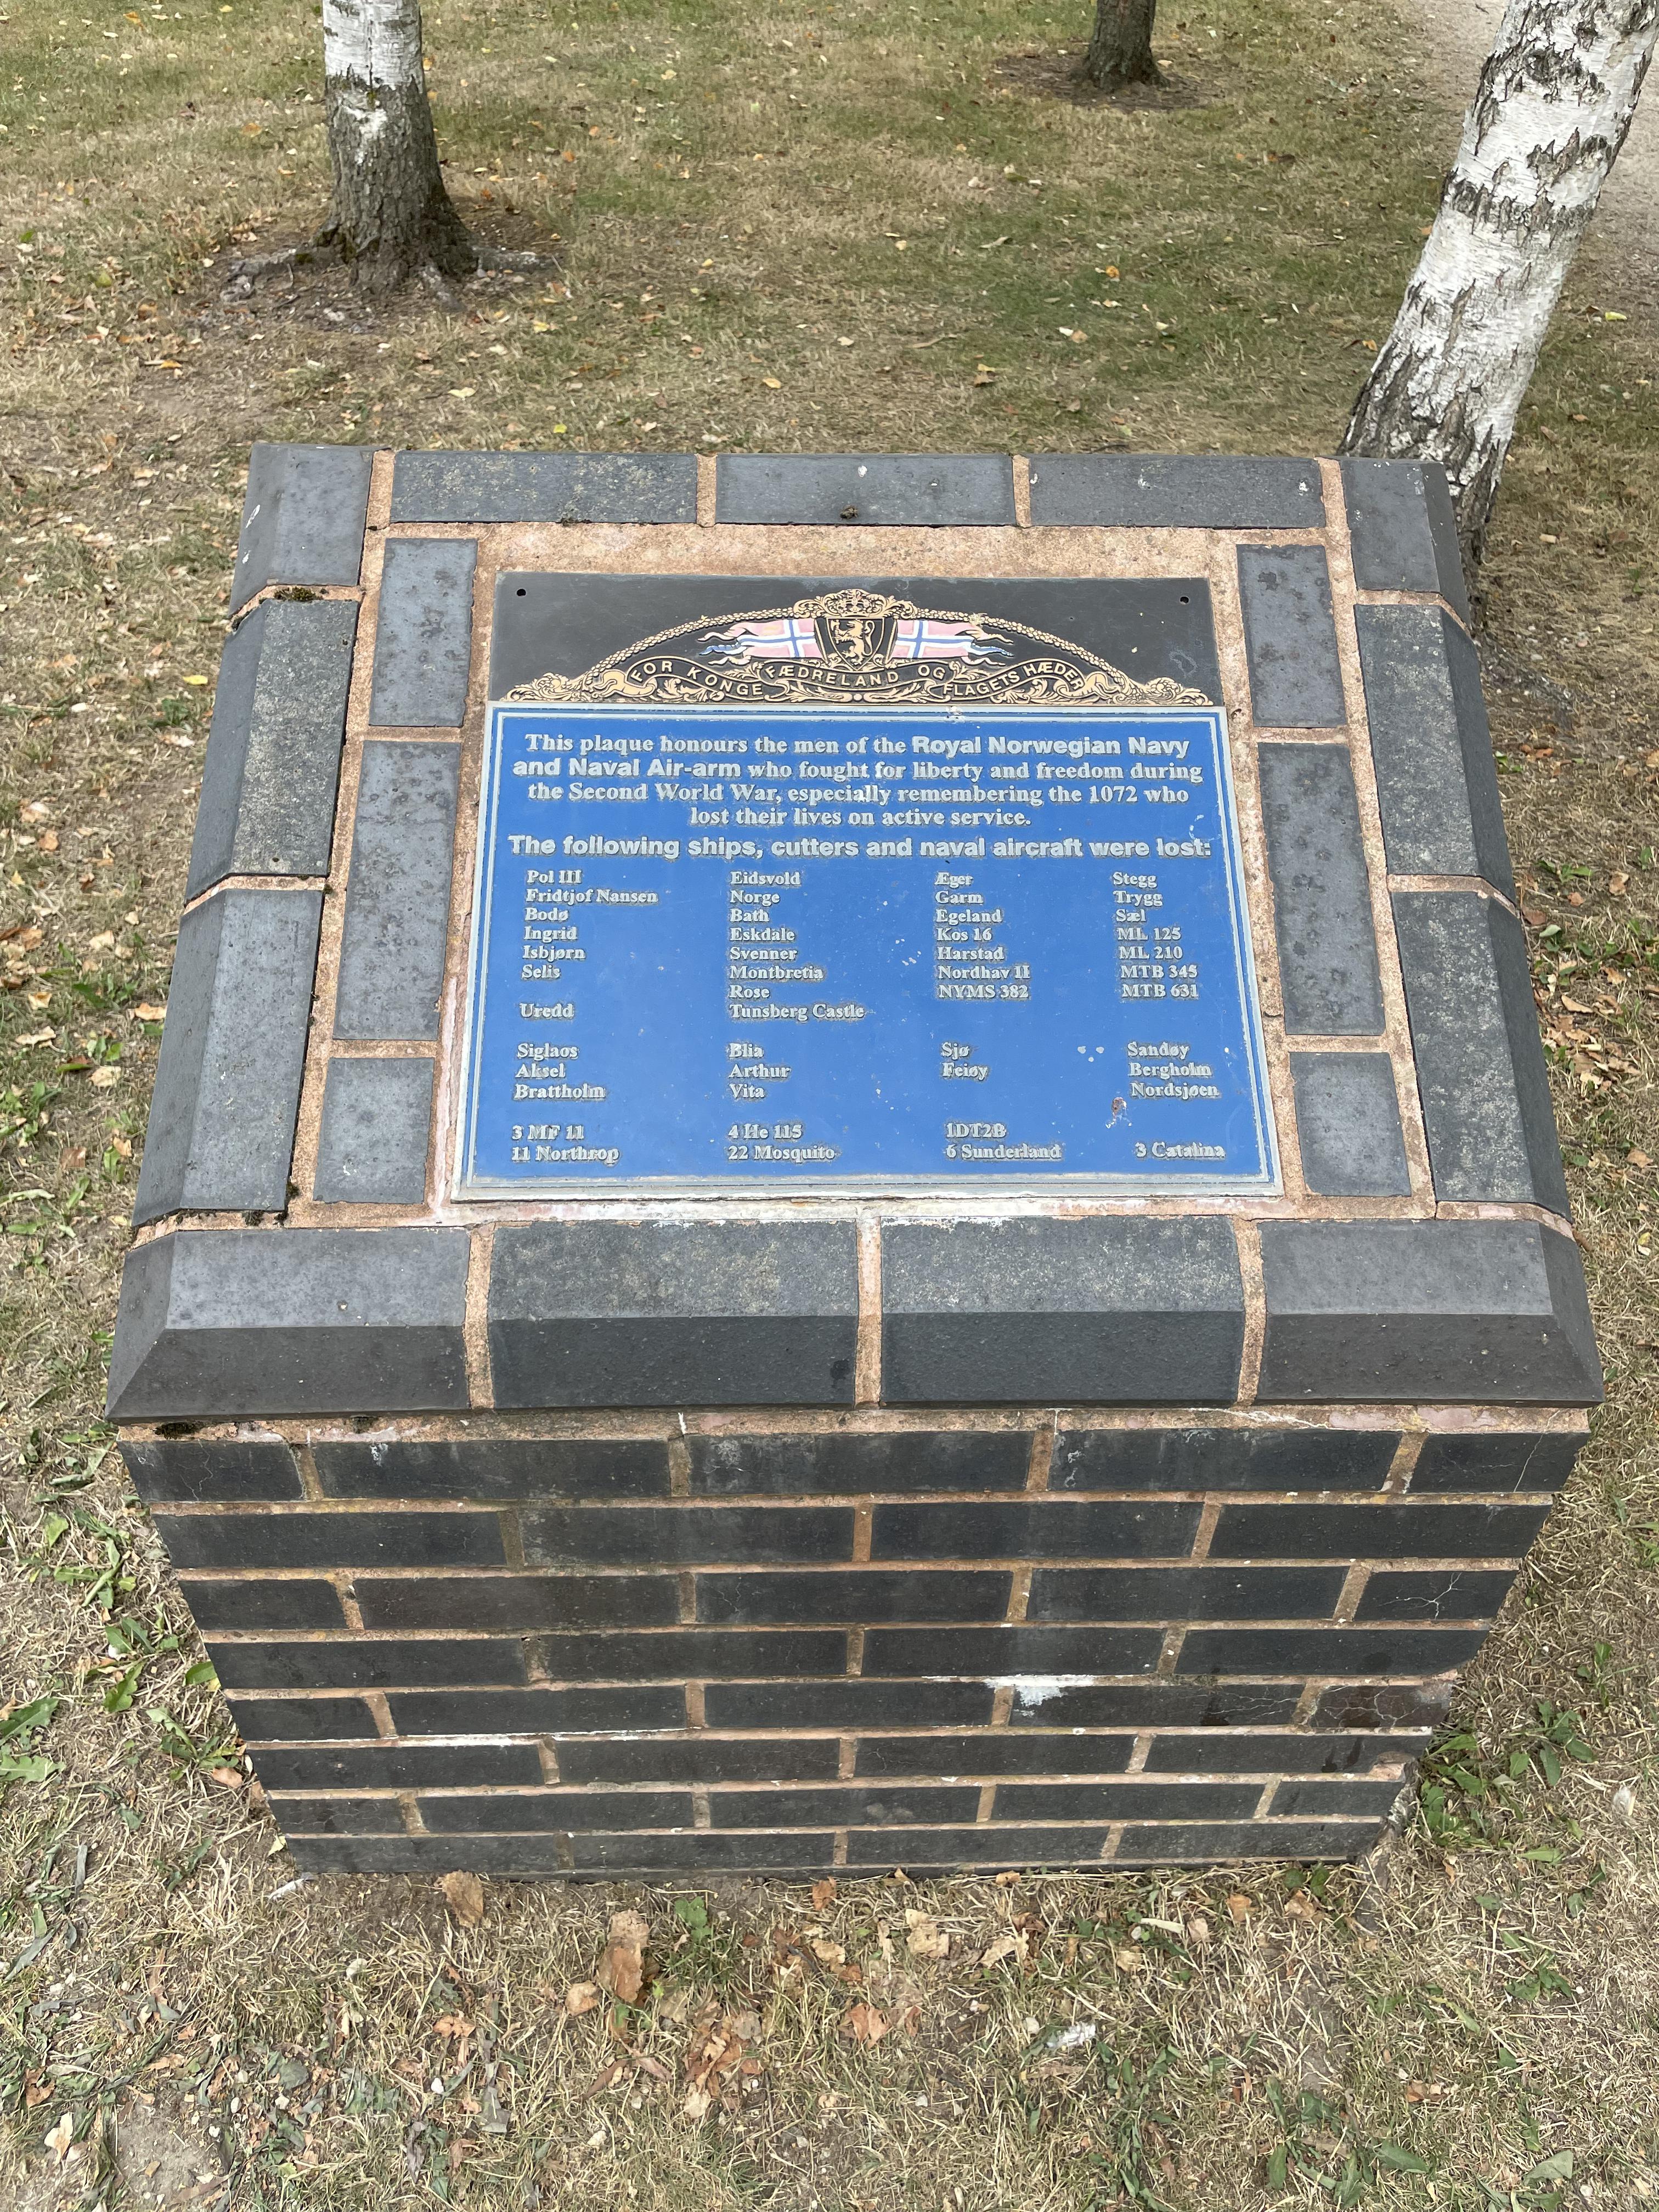 FOR KONGE FÆDRELAND OG FLAGETS HÆDER
This plaque honours the men of the Royal Norwegian Navy
and Naval Air-arm who fought for liberty and freedom during
the Second World War, especially remembering the 1072 who
lost their lives on active service.
The following ships, cutters and naval aircraft were lost:
Pol III Eidsvold Æger Stegg
Fridtjof Nansen Norge Garm Trygg
Bodø Bath Egeland Sæl
Ingrid Eskdale Kos 16 ML 125
Isbjørn Svenner Harstad ML 210
Selis Montbretia Nordhav II MTB 345
Rose NYMS 382 MTB 631
Uredd Tunsberg Castle
Siglaos Blia Sjø Sandøy
Aksel Arthur Feiøy Bergholm
Brattholm Vita Nordsjøen
3 MF 11 4 He 115 1DT2B
11 Northrop 22 Mosquito 6 Sunderland 3 Catalina